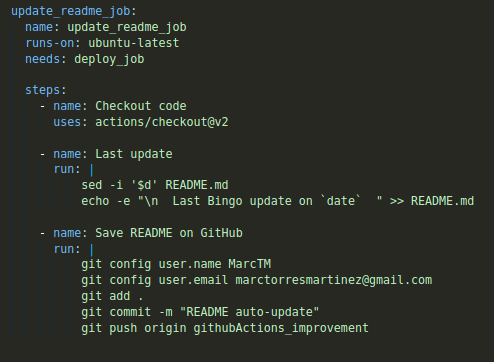 update_readme_job:
  name: update_readme_job
  runs-on: ubuntu-latest
  needs: deploy_job

  steps:
    - name: Checkout code
      uses: actions/checkout@v2

    - name: Last update
      run: |
          sed -i '$d' README.md
          echo -e "\n  Last Bingo update on `date`  " >> README.md

    - name: Save README on GitHub
      run: |
          git config user.name MarcTM
          git config user.email marctorresmartinez@gmail.com
          git add .
          git commit -m "README auto-update"
          git push origin githubActions_improvement